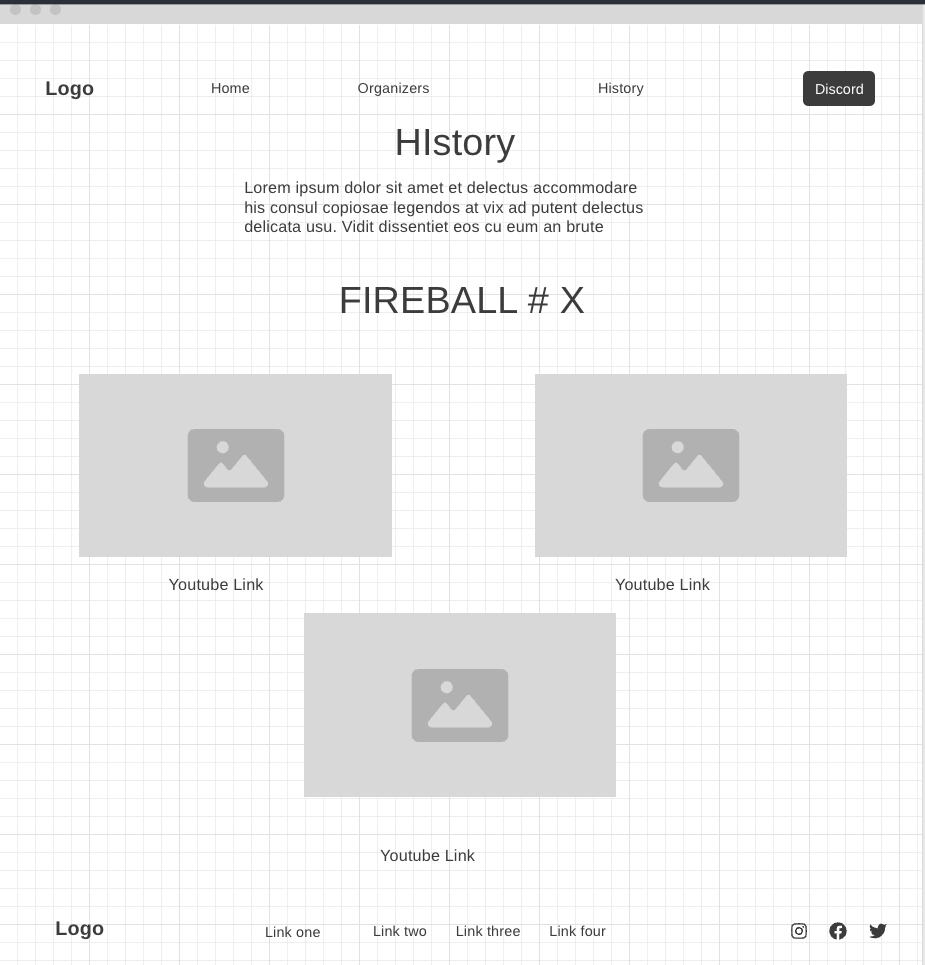 Logo
Home
Organizers
History
Discord
HIstory
Lorem ipsum dolor sit amet et delectus accommodare
his consul copiosae legendos at vix ad putent delectus
delicata usu. Vidit dissentiet eos cu eum an brute
FIREBALL # X
Youtube Link
Youtube Link
Youtube Link
Logo
Link one
Link two
Link three
Link four